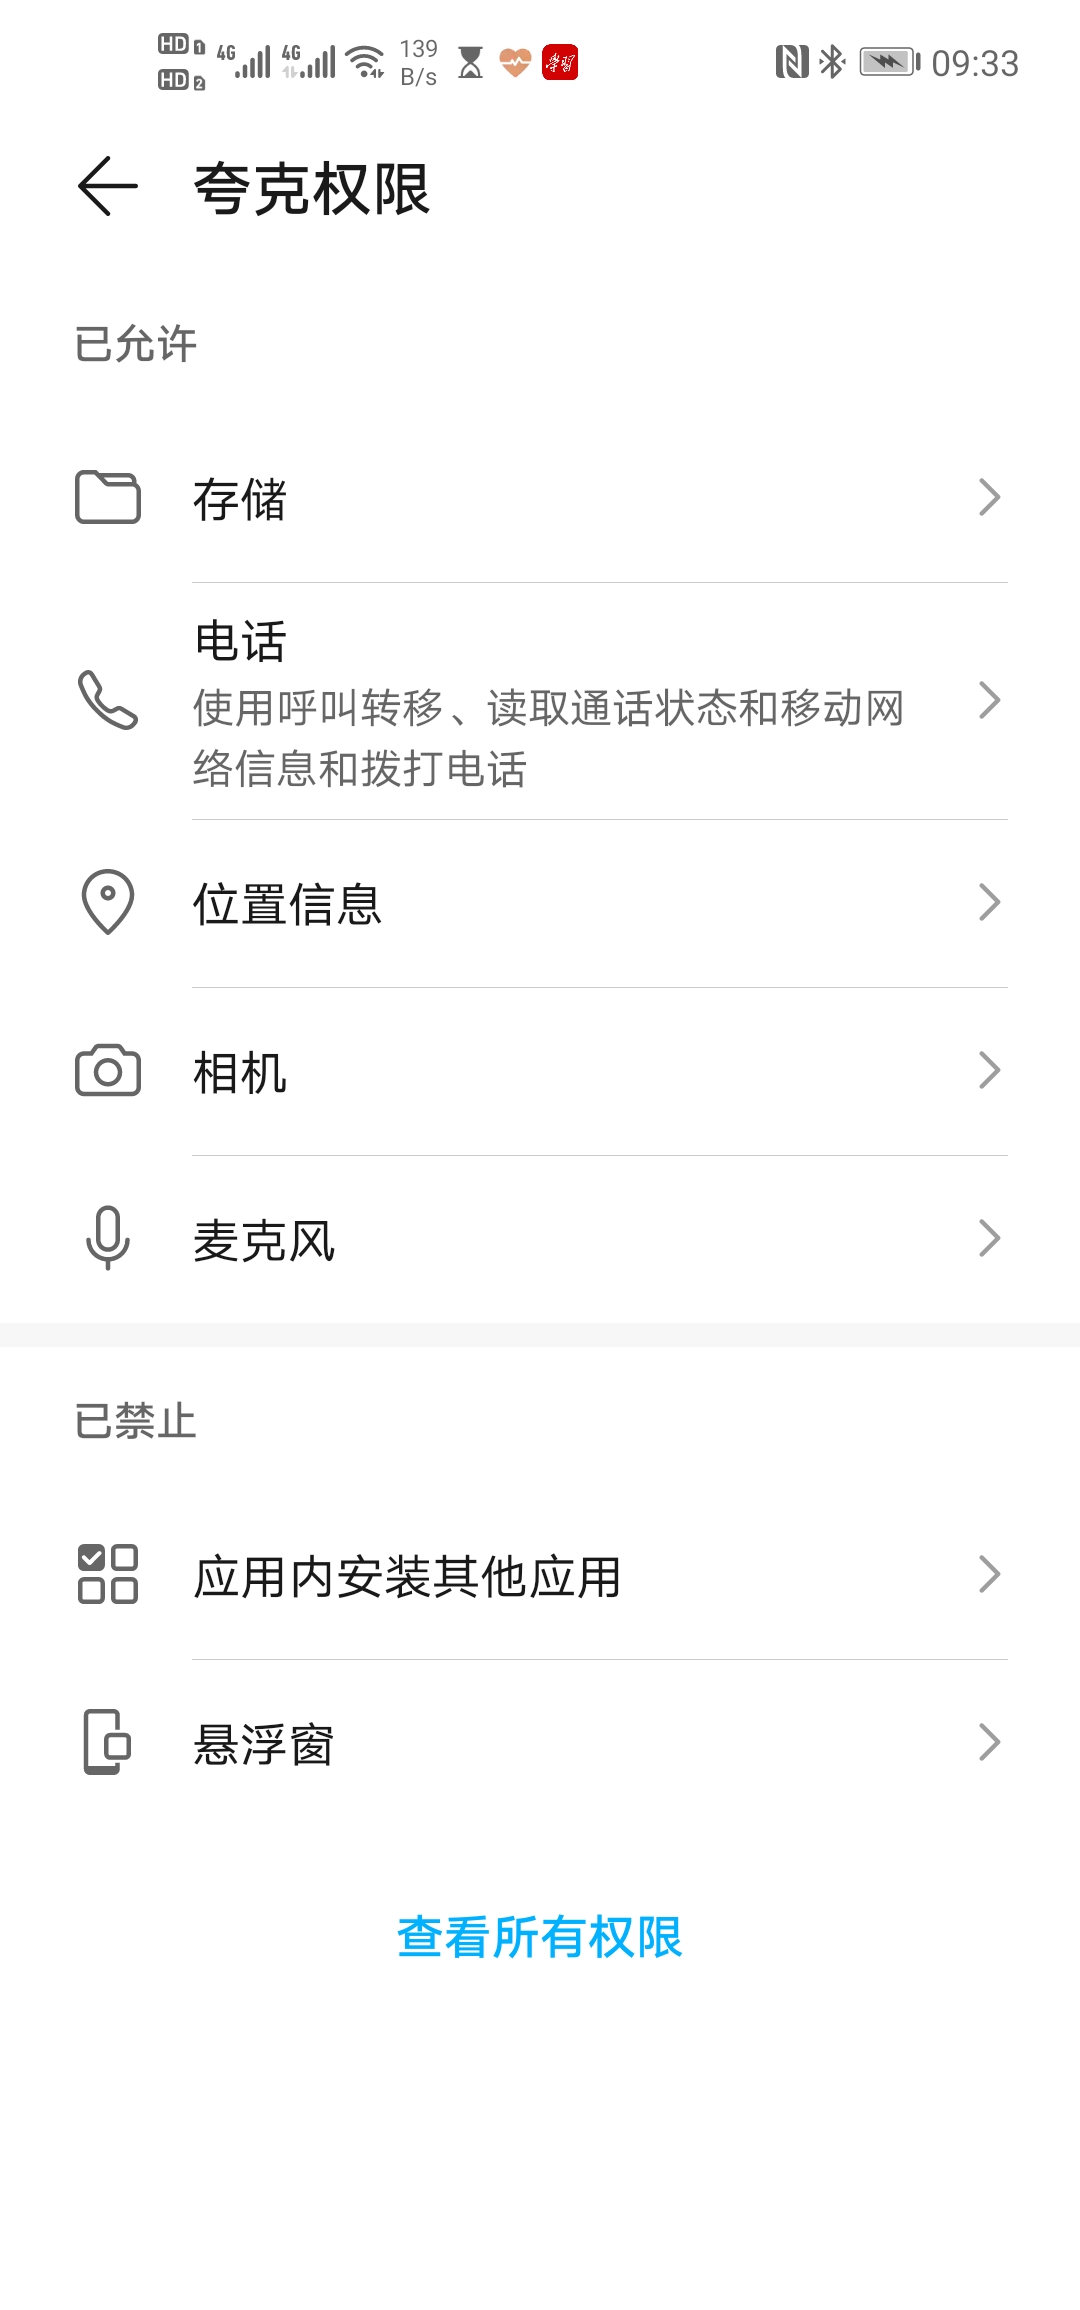 HD 1 4G 4G 139 学習 09:33
HD 2 B/s
夸克权限
已允许
存储
电话
使用呼叫转移、读取通话状态和移动网
络信息和拨打电话
位置信息
相机
麦克风
已禁止
应用内安装其他应用
悬浮窗
查看所有权限